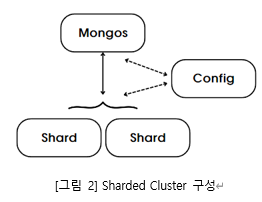 Mongos
Config
Shard Shard
[그림 2] Sharded Cluster 구성↵